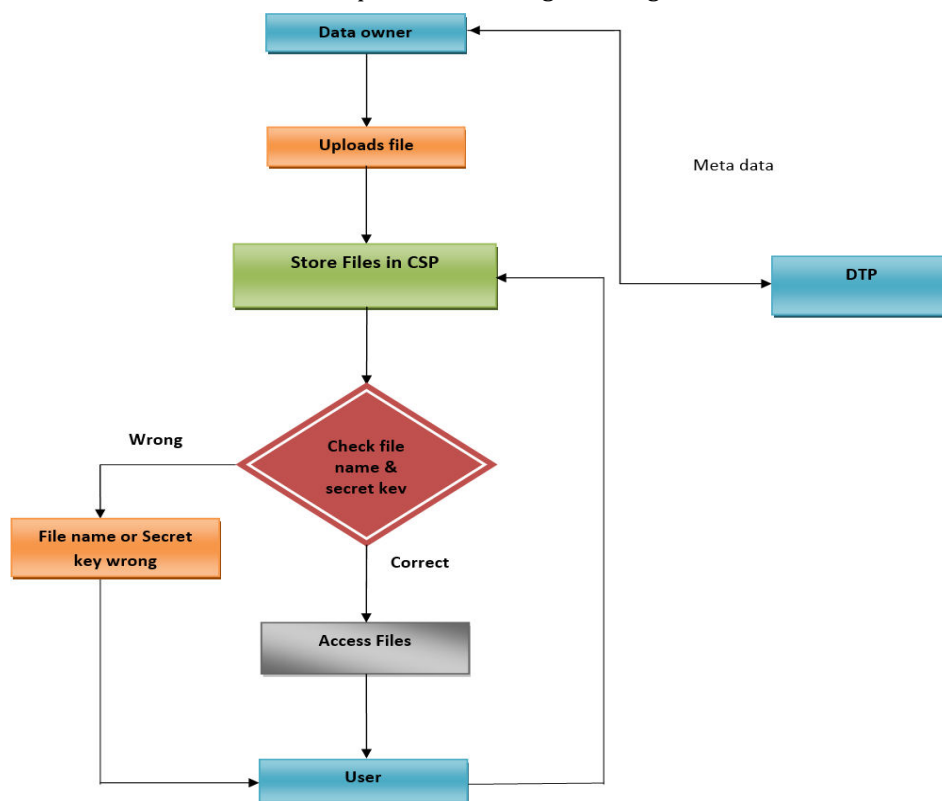 Data owner
Uploads file
Meta data
Store Files in CSP
DTP
Wrong
Check file
name &
secret key
File name or Secret
key wrong
Correct
Access Files
User